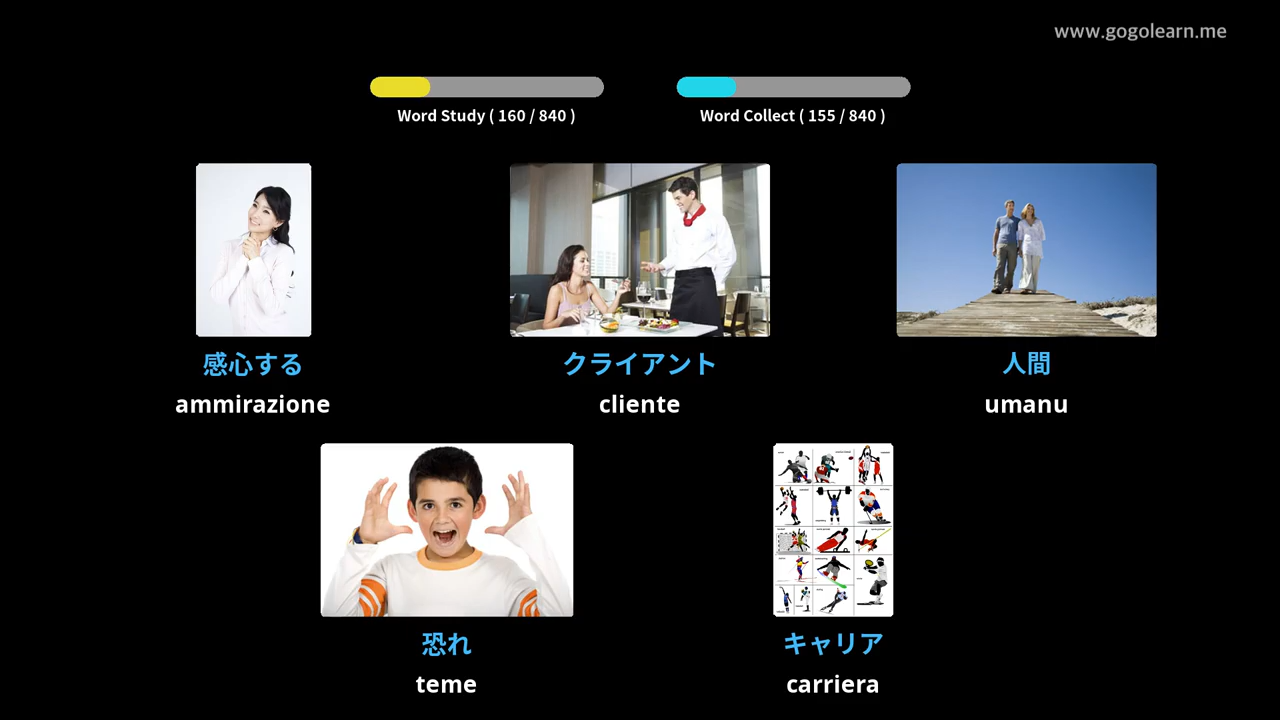 www.gogolearn.me
Word Study ( 160 / 840 )
Word Collect ( 155 / 840 )
感心する
ammirazione
クライアント
cliente
人間
umanu
恐れ
teme
キャリア
carriera